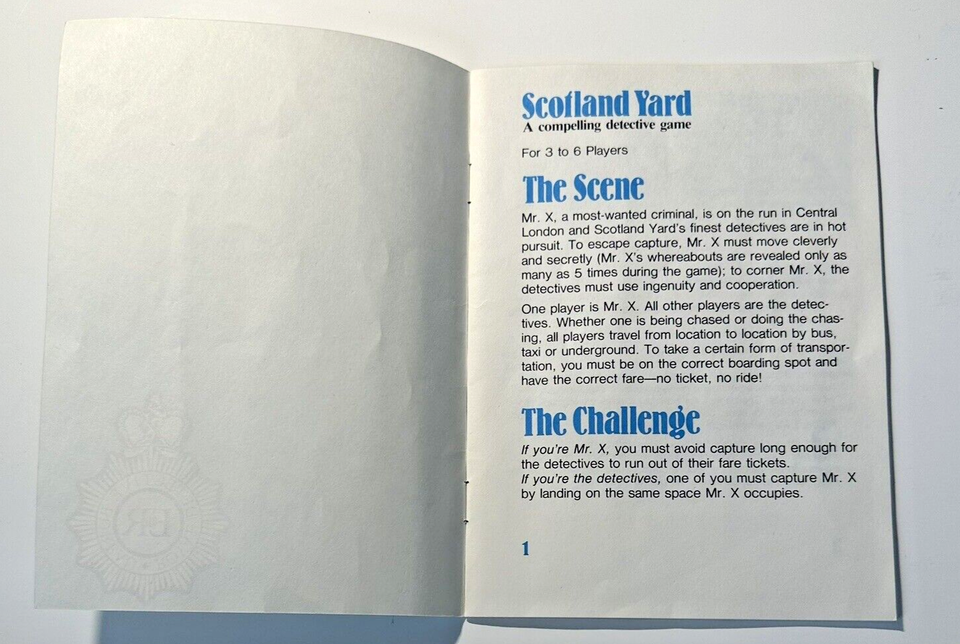 Scotland Yard
A compelling detective game
For 3 to 6 Players
The Scene
Mr. X, a most-wanted criminal, is on the run in Central
London and Scotland Yard's finest detectives are in hot
pursuit. To escape capture, Mr. X must move cleverly
and secretly (Mr. X's whereabouts are revealed only as
many as 5 times during the game); to corner Mr. X, the
detectives must use ingenuity and cooperation.
One player is Mr. X. All other players are the detec-
tives. Whether one is being chased or doing the chas-
ing, all players travel from location to location by bus,
taxi or underground. To take a certain form of transpor-
tation, you must be on the correct boarding spot and
have the correct fare—no ticket, no ride!
The Challenge
If you're Mr. X, you must avoid capture long enough for
the detectives to run out of their fare tickets.
If you're the detectives, one of you must capture Mr. X
by landing on the same space Mr. X occupies.
1
ER